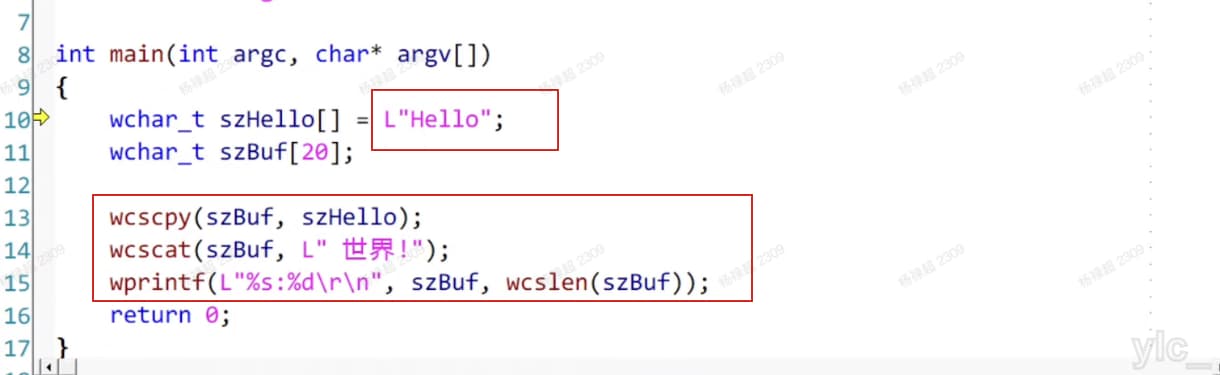 7
8 int main(int argc, char* argv[])
9 {
10 wchar_t szHello[] = L"Hello";
11 wchar_t szBuf[20];
12
13 wcscpy(szBuf, szHello);
14 wcscat(szBuf, L" 世界!");
15 wprintf(L"%s:%d\r\n", szBuf, wcslen(szBuf));
16 return 0;
17 }
杨禄超 2309
ylc_